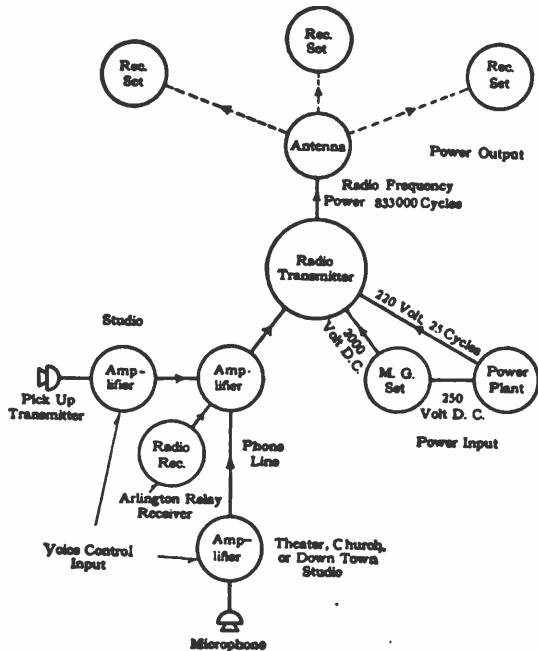 Rec.
Set
Rec.
Set
Rec.
Set
Antenna
Power Output
Radio Frequency
Power 833000 Cycles
Radio
Transmitter
220 Volt, 25 Cycles
2000
Volt D.C.
Studio
Amp-
lifier
Amp-
lifier
M. G.
Set
Power
Plant
250
Volt D. C.
Pick Up
Transmitter
Power Input
Radio
Rec.
Phone
Line
Arlington Relay
Receiver
Voice Control
Input
Amp-
lifier
Theater, Church,
or Down Town
Studio
Microphone